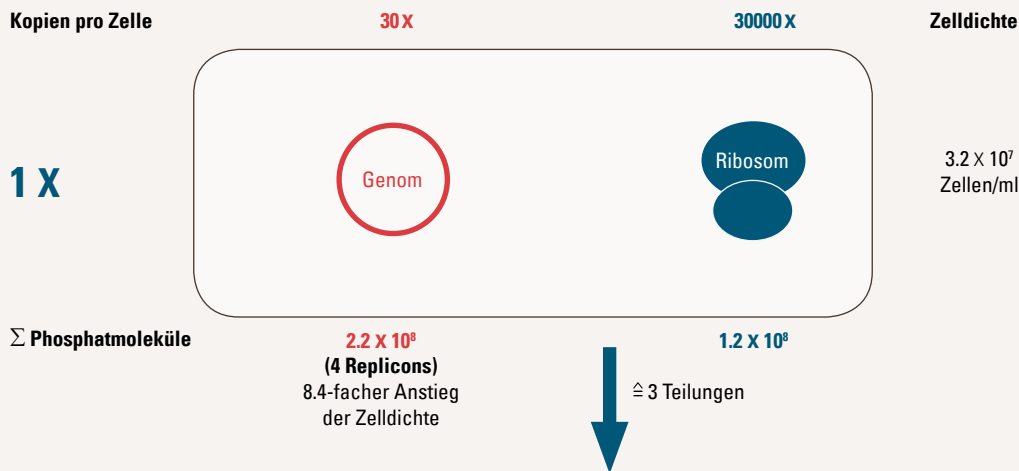 Kopien pro Zelle 30 X 30000 X Zelldichte
Genom Ribosom
1 X
3.2 X 10⁷
Zellen/ml
∑ Phosphatmoleküle 2.2 X 10⁸ 1.2 X 10⁸
(4 Replicons)
8.4-facher Anstieg
der Zelldichte
≙ 3 Teilungen